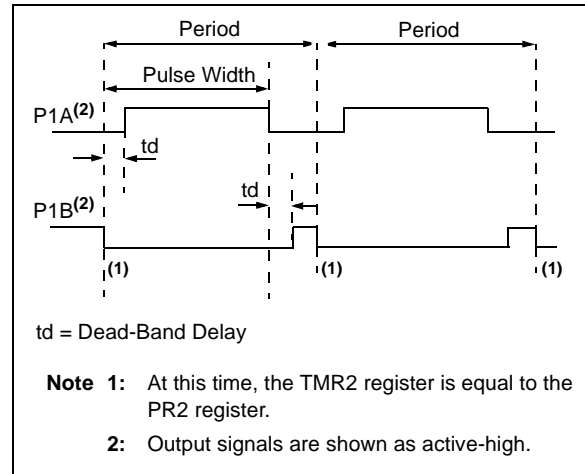 Period Period
Pulse Width
P1A(2)
td
td
P1B(2)
(1) (1) (1)
td = Dead-Band Delay
Note 1: At this time, the TMR2 register is equal to the
PR2 register.
2: Output signals are shown as active-high.